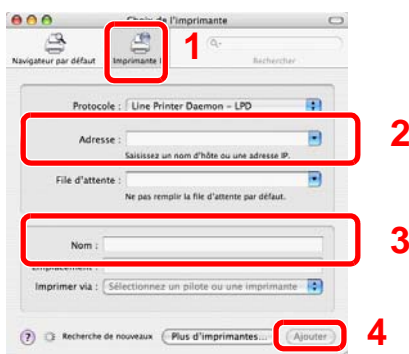 Choix de l'imprimante
1
Navigateur par défaut
Imprimante
Rechercher
Protocole : Line Printer Daemon – LPD
2
Adresse :
Saisissez un nom d'hôte ou une adresse IP.
File d'attente :
Ne pas remplir la file d'attente par défaut.
3
Nom :
Emplacement :
Imprimer via : Sélectionnez un pilote ou une imprimante
? Recherche de nouveaux Plus d'imprimantes... Ajouter 4